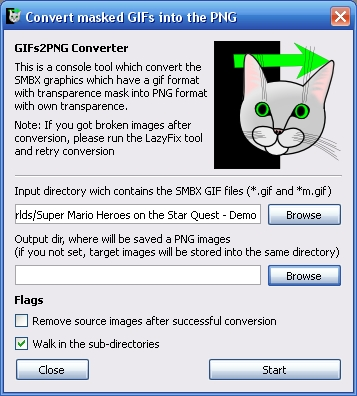 Convert masked GIFs into the PNG
GIFs2PNG Converter
This is a console tool which convert the
SMBX graphics which have a gif format
with transparence mask into PNG format
with own transparence.
Note: If you got broken images after
conversion, please run the LazyFix tool
and retry conversion
Input directory wich contains the SMBX GIF files (*.gif and *m.gif)
rlds/Super Mario Heroes on the Star Quest - Demo
Browse
Output dir, where will be saved a PNG images
(if you not set, target images will be stored into the same directory)
Browse
Flags
Remove source images after successful conversion
Walk in the sub-directories
Close
Start